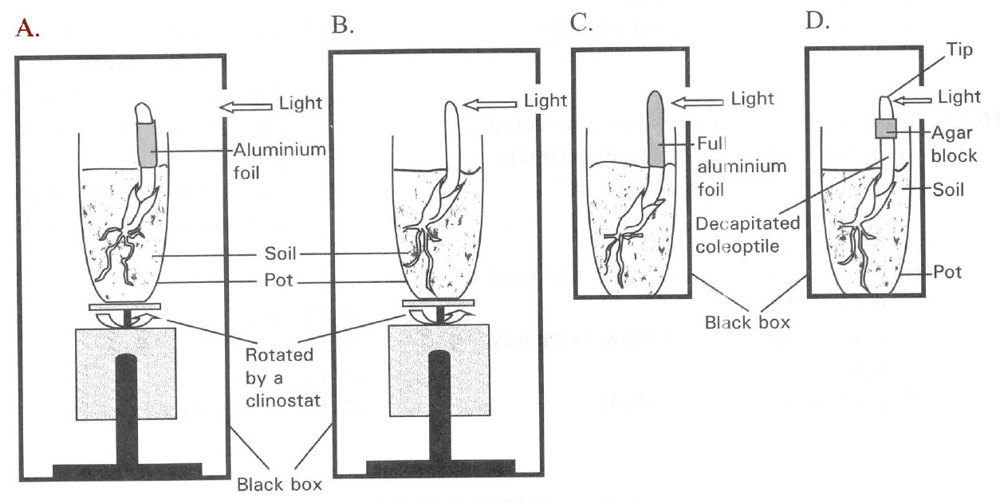 A.
B.
C.
D.
Tip
Light
Light
Light
Light
Aluminium
foil
Full
aluminium
foil
Agar
block
Soil
Decapitated
coleoptile
Soil
Pot
Pot
Black box
Rotated
by a
clinostat
Black box